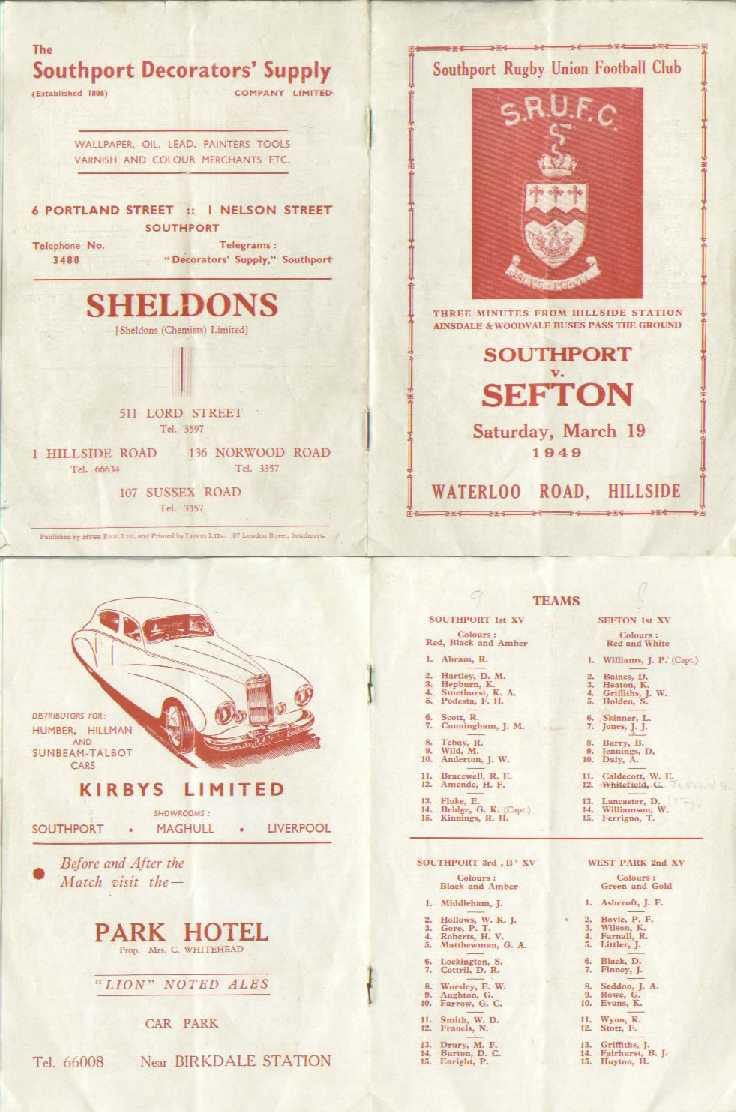 The
Southport Decorators' Supply
(Established 1898)
COMPANY LIMITED
WALLPAPER, OIL, LEAD, PAINTERS TOOLS
VARNISH AND COLOUR MERCHANTS ETC.
6 PORTLAND STREET :: 1 NELSON STREET
SOUTHPORT
Telephone No.
3488
Telegrams :
"Decorators' Supply," Southport
SHELDONS
[Sheldons (Chemists) Limited]
511 LORD STREET
Tel. 3597
1 HILLSIDE ROAD
Tel. 66634
136 NORWOOD ROAD
Tel. 3357
107 SUSSEX ROAD
Tel. 3357
Southport Rugby Union Football Club
S.R.U.F.C.
THREE MINUTES FROM HILLSIDE STATION
AINSDALE & WOODVALE BUSES PASS THE GROUND
SOUTHPORT
v.
SEFTON
Saturday, March 19
1949
WATERLOO ROAD, HILLSIDE
DISTRIBUTORS FOR:
HUMBER, HILLMAN
AND
SUNBEAM-TALBOT
CARS
KIRBYS LIMITED
SHOWROOMS :
SOUTHPORT • MAGHULL • LIVERPOOL
Before and After the
Match visit the—
PARK HOTEL
Prop. Mrs. C. WHITEHEAD
"LION" NOTED ALES
CAR PARK
Tel. 66008 Near BIRKDALE STATION
TEAMS
SOUTHPORT 1st XV
Colours :
Red, Black and Amber
1. Abram, R.
2. Hartley, D. M.
3. Hepburn, K.
4. Smethurst, K. A.
5. Podesta, F. H.
6. Scott, R.
7. Cunningham, J. M.
8. Tebay, R.
9. Wild, M.
10. Anderton, J. W.
11. Bracewell, R. E.
12. Amende, H. F.
13. Fluke, E.
14. Bridge, G. K. (Capt.)
15. Kinnings, R. H.
SEFTON 1st XV
Colours :
Red and White
1. Williams, J. P. (Capt.)
2. Baines, D.
3. Heaton, K.
4. Griffiths, J. W.
5. Holden, S.
6. Skinner, L.
7. Jones, J. J.
8. Barry, B.
9. Jennings, D.
10. Daly, A.
11. Caldecott, W. E.
12. Whitefield, G.
13. Lancaster, D.
14. Williamson, W.
15. Ferrigno, T.
SOUTHPORT 3rd 'B' XV
Colours :
Black and Amber
1. Middleham, J.
2. Hollows, W. K. J.
3. Gore, P. T.
4. Roberts, H. V.
5. Matthewman, G. A.
6. Lockington, S.
7. Cottril, D. R.
8. Worsley, E. W.
9. Aughton, G.
10. Farrow, G. C.
11. Smith, W. D.
12. Francis, N.
13. Drury, M. F.
14. Burton, D. C.
15. Enright, P.
WEST PARK 2nd XV
Colours :
Green and Gold
1. Ashcroft, J. F.
2. Boyle, P. F.
3. Wilson, K.
4. Furnall, R.
5. Littler, J.
6. Black, D.
7. Finney, J.
8. Seddon, J. A.
9. Rowe, G.
10. Evans, K.
11. Wynn, K.
12. Stott, F.
13. Griffiths, J.
14. Fairhurst, B. J.
15. Huyton, H.